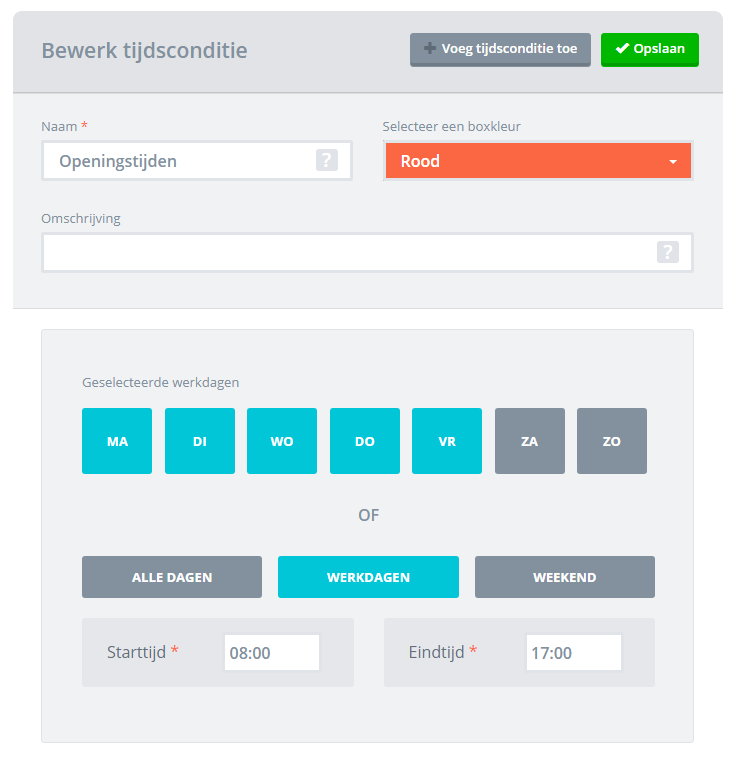 Bewerk tijdsconditie
Voeg tijdsconditie toe
Opslaan
Naam *
Selecteer een boxkleur
Openingstijden ?
Rood
Omschrijving
?
Geselecteerde werkdagen
MA DI WO DO VR ZA ZO
OF
ALLE DAGEN WERKDAGEN WEEKEND
Starttijd * 08:00 Eindtijd * 17:00